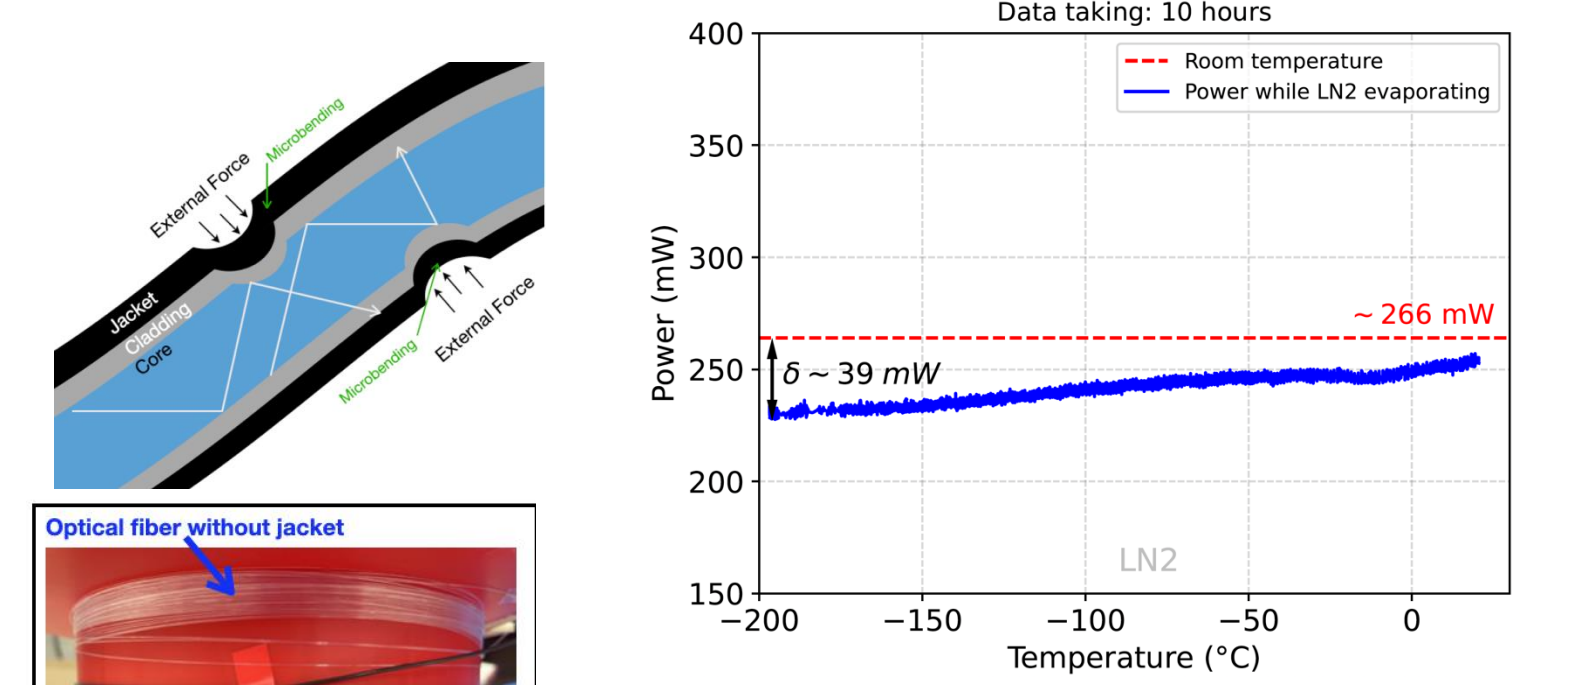 Microbending
External Force
Jacket
Cladding
Core
External Force
Microbending
Optical fiber without jacket
Data taking: 10 hours
Room temperature
Power while LN2 evaporating
~ 266 mW
δ ~ 39 mW
LN2
Power (mW)
400
350
300
250
200
150
−200 −150 −100 −50 0
Temperature (°C)